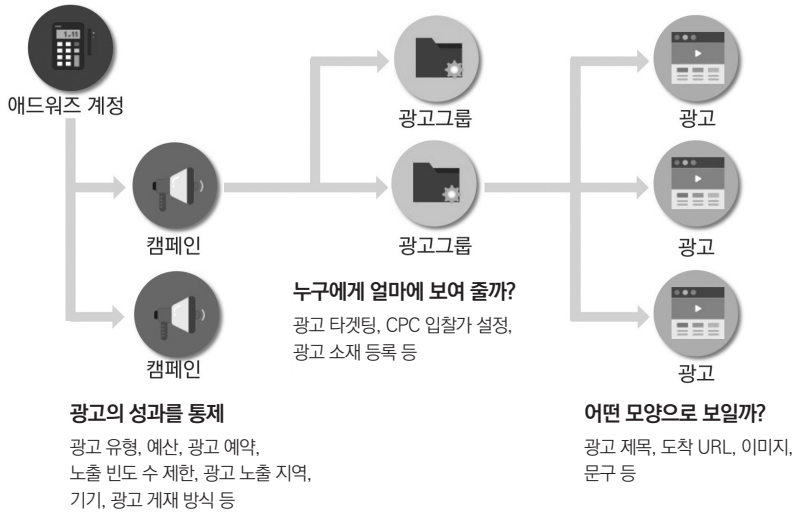 1.11
애드워즈 계정
캠페인
캠페인
광고의 성과를 통제
광고 유형, 예산, 광고 예약,
노출 빈도 수 제한, 광고 노출 지역,
기기, 광고 게재 방식 등
광고그룹
광고그룹
누구에게 얼마에 보여 줄까?
광고 타겟팅, CPC 입찰가 설정,
광고 소재 등록 등
광고
광고
광고
어떤 모양으로 보일까?
광고 제목, 도착 URL, 이미지,
문구 등